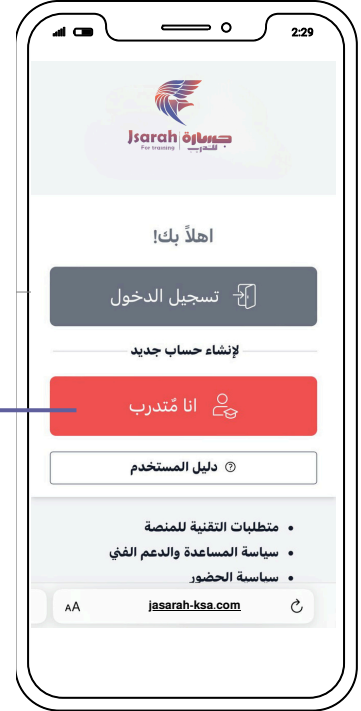 2:29
Jsarah جسارة
For training للتدريب
اهلاً بك!
تسجيل الدخول
لإنشاء حساب جديد
انا مٌتدرب
دليل المستخدم
• متطلبات التقنية للمنصة
• سياسة المساعدة والدعم الفني
• سياسية الحضور
AA jasarah-ksa.com